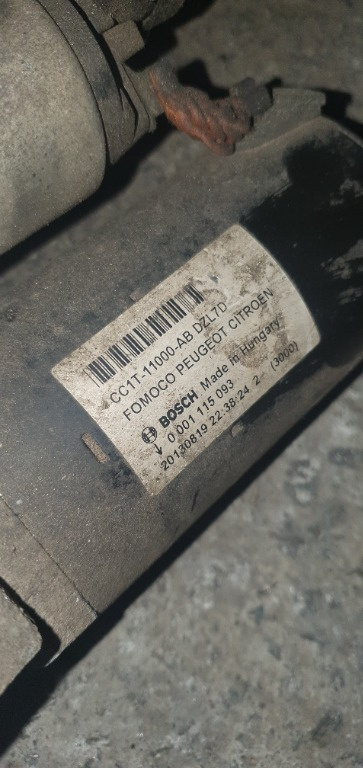 CC1T-11000-AB DZL7D
FOMOCO PEUGEOT CITROEN
BOSCH Made in Hungary
0 001 115 093
20130819 22:38:24 2- (3000)